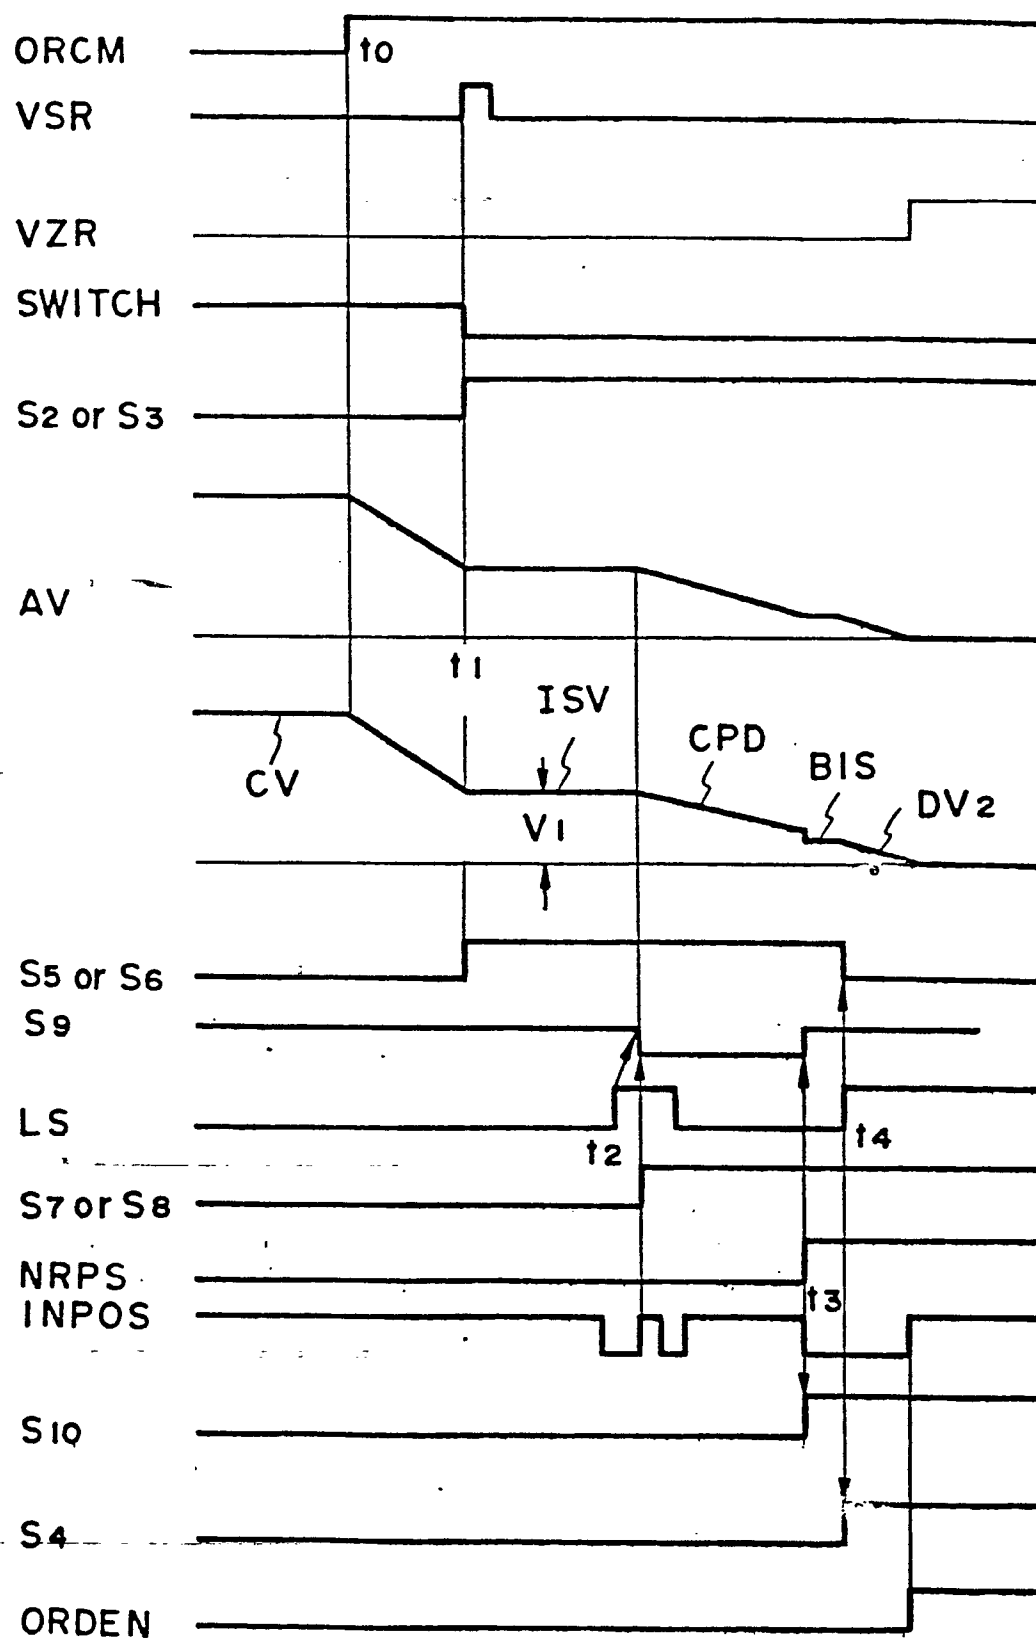 ORCM t0
VSR
VZR
SWITCH
S2 or S3
AV
t1
ISV
CV
CPD
BIS
V1
DV2
S5 or S6
S9
LS
t2
t4
S7 or S8
NRPS
t3
INPOS
S10
S4
ORDEN